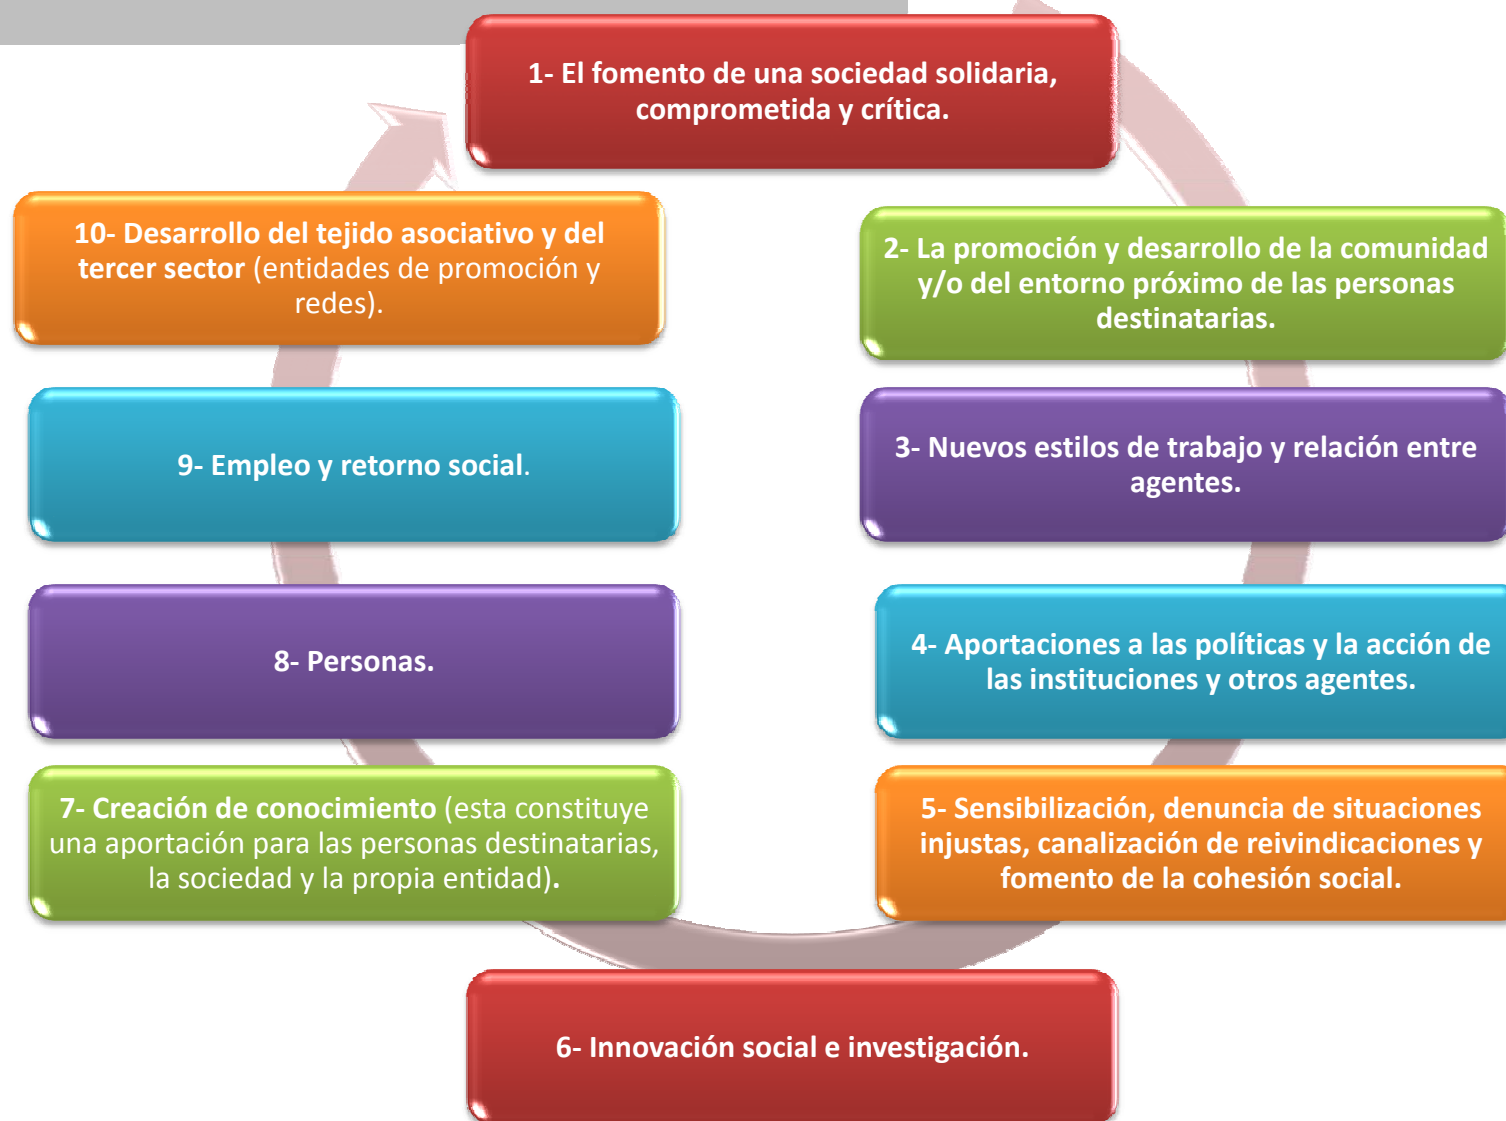 1- El fomento de una sociedad solidaria,
comprometida y crítica.
2- La promoción y desarrollo de la comunidad
y/o del entorno próximo de las personas
destinatarias.
3- Nuevos estilos de trabajo y relación entre
agentes.
4- Aportaciones a las políticas y la acción de
las instituciones y otros agentes.
5- Sensibilización, denuncia de situaciones
injustas, canalización de reivindicaciones y
fomento de la cohesión social.
6- Innovación social e investigación.
7- Creación de conocimiento (esta constituye
una aportación para las personas destinatarias,
la sociedad y la propia entidad).
8- Personas.
9- Empleo y retorno social.
10- Desarrollo del tejido asociativo y del
tercer sector (entidades de promoción y
redes).